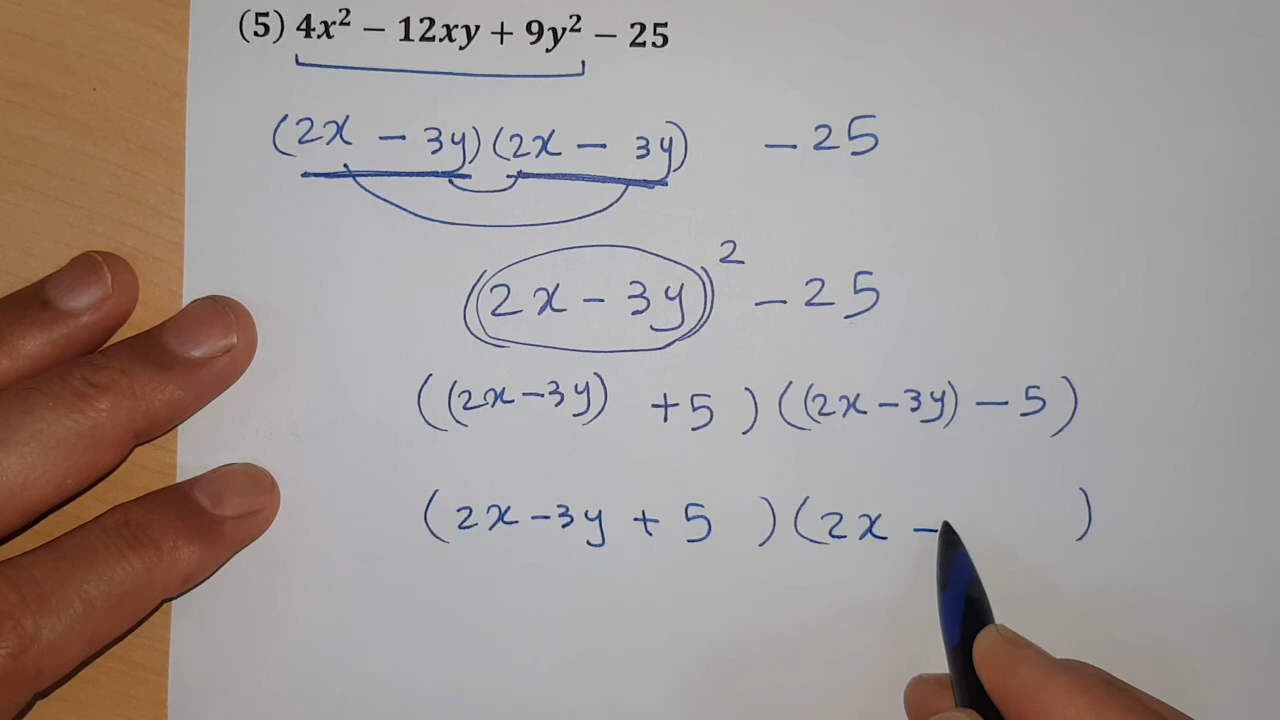 (5) 4x² − 12xy + 9y² − 25
(2x − 3y)(2x − 3y) − 25
(2x − 3y)² − 25
((2x−3y) +5 )((2x−3y)−5)
(2x−3y + 5 )(2x − )